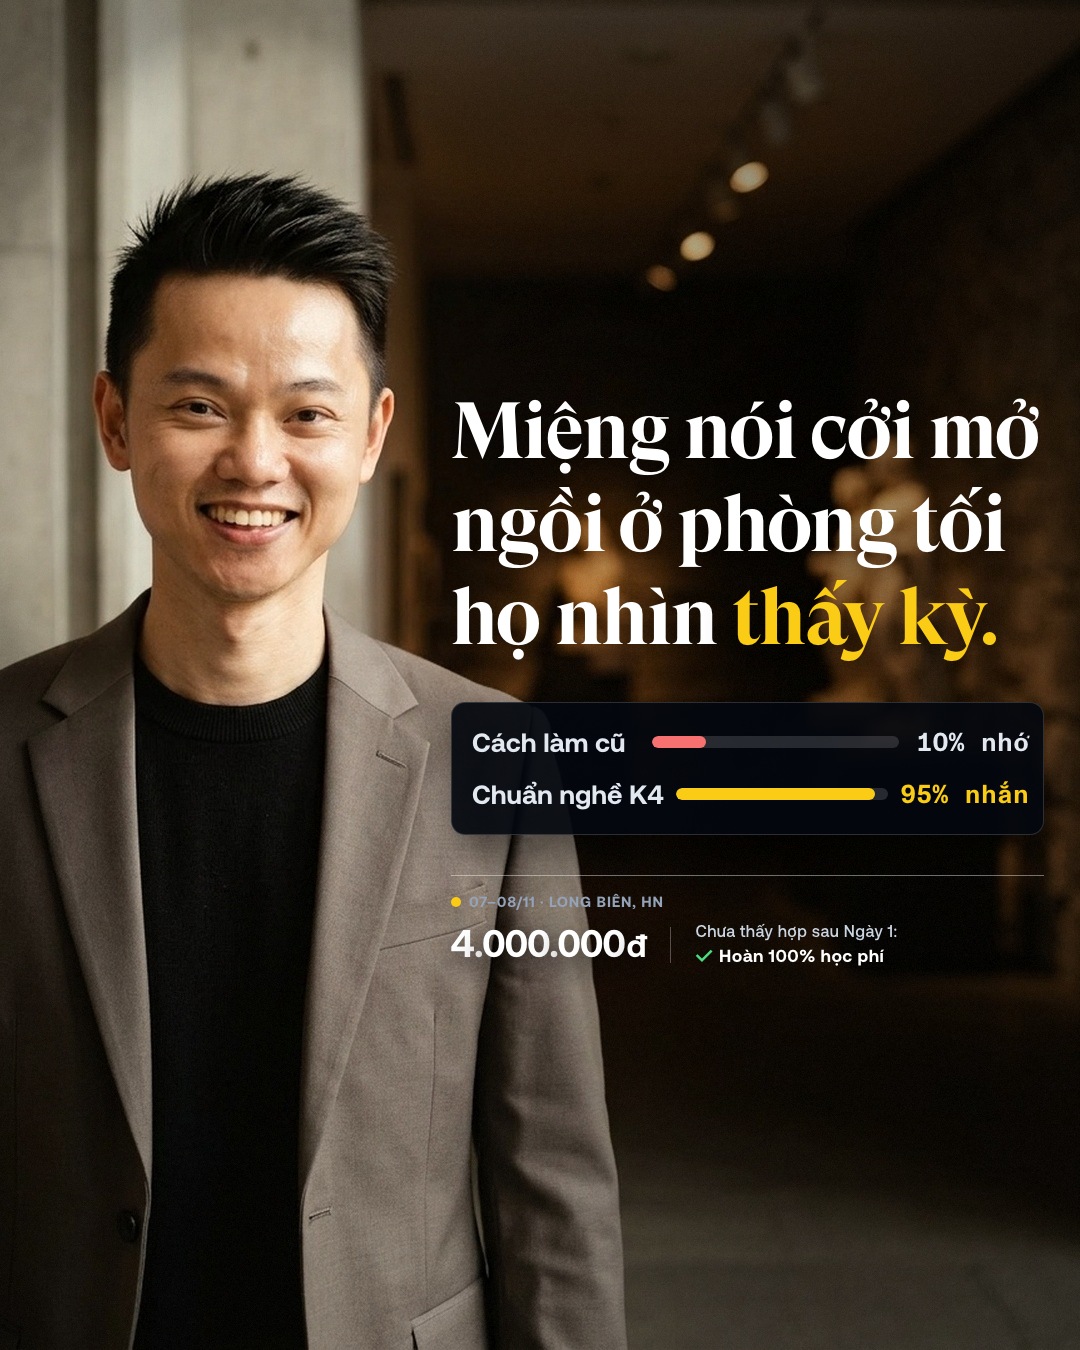 Miệng nói cởi mở
ngồi ở phòng tối
họ nhìn thấy kỳ.
Cách làm cũ 10% nhớ
Chuẩn nghề K4 95% nhắn
07–08/11 · LONG BIÊN, HN
4.000.000đ
Chưa thấy hợp sau Ngày 1:
Hoàn 100% học phí